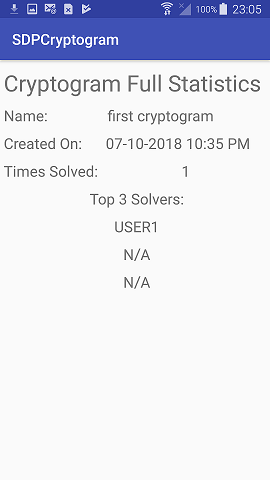 100% 23:05
SDPCryptogram
Cryptogram Full Statistics
Name: first cryptogram
Created On: 07-10-2018 10:35 PM
Times Solved: 1
Top 3 Solvers:
USER1
N/A
N/A